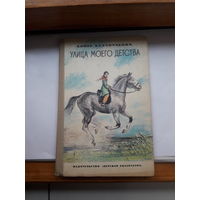 УЛИЦА МОЕГО ДЕТСТВА
ИЗДАТЕЛЬСТВО «ДЕТСКАЯ ЛИТЕРАТУРА»